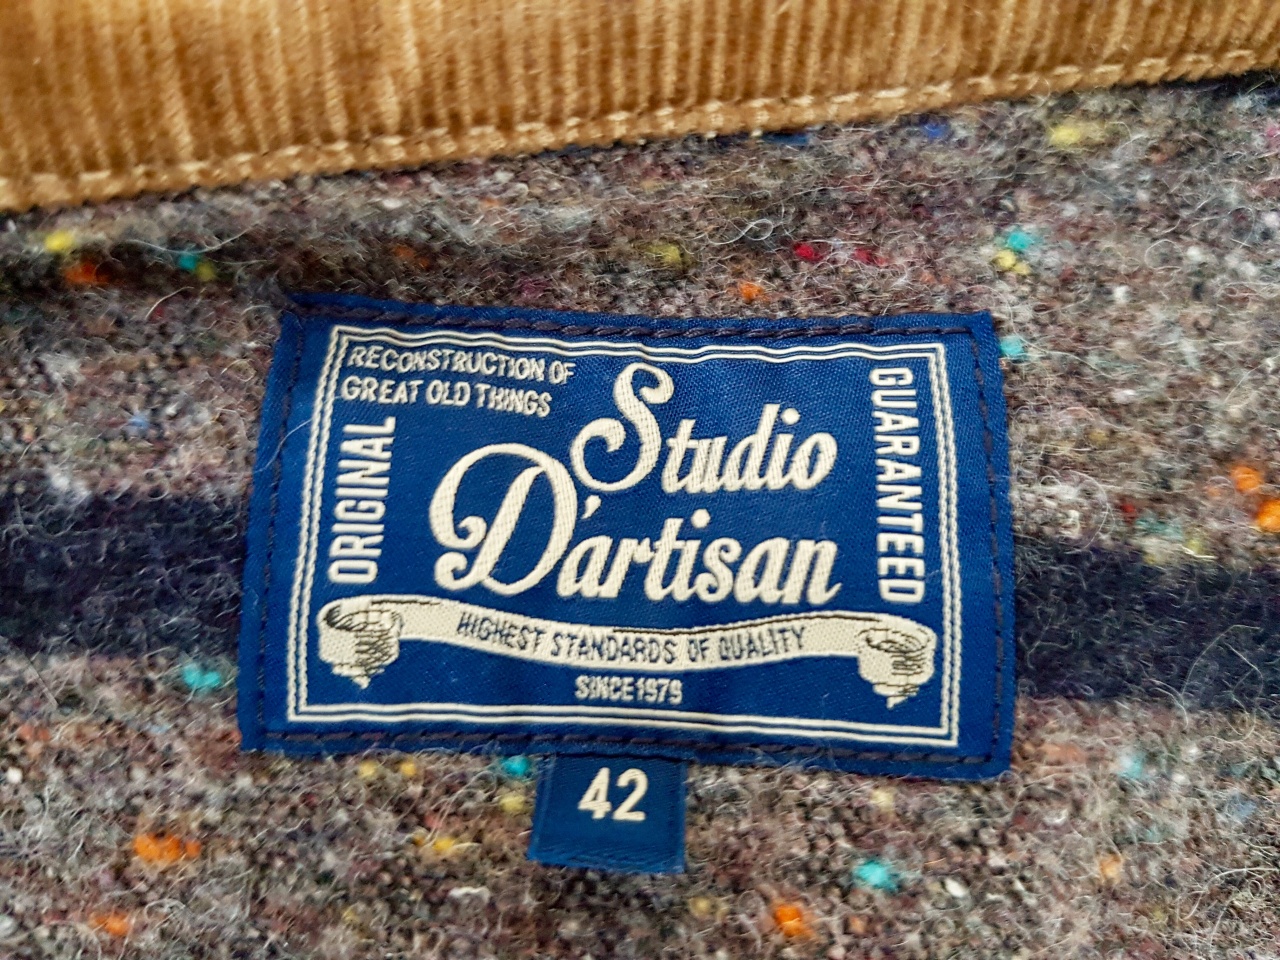 RECONSTRUCTION OF
GREAT OLD THINGS
ORIGINAL
Studio
D'artisan
GUARANTEED
HIGHEST STANDARDS OF QUALITY
SINCE 1979
42